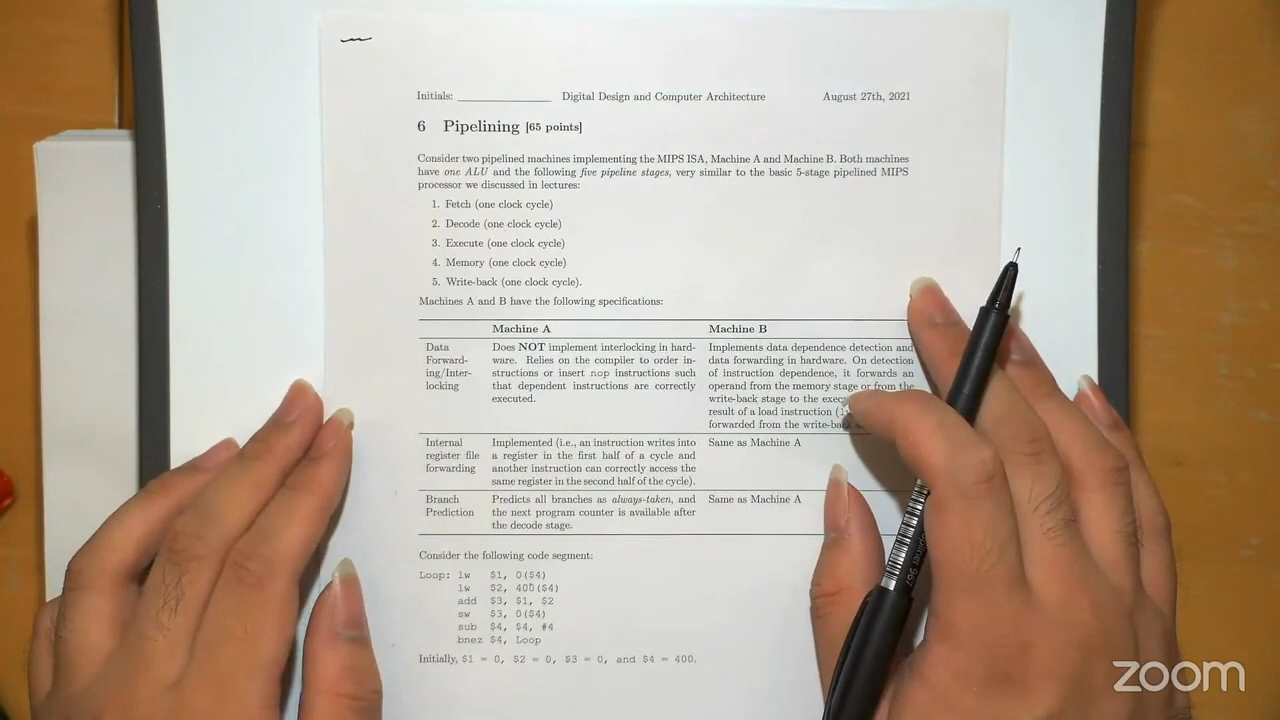 Initials: Digital Design and Computer Architecture August 27th, 2021
6 Pipelining [65 points]
Consider two pipelined machines implementing the MIPS ISA, Machine A and Machine B. Both machines
have one ALU and the following five pipeline stages, very similar to the basic 5-stage pipelined MIPS
processor we discussed in lectures:
1. Fetch (one clock cycle)
2. Decode (one clock cycle)
3. Execute (one clock cycle)
4. Memory (one clock cycle)
5. Write-back (one clock cycle).
Machines A and B have the following specifications:
Machine A Machine B
Data
Forward-
ing/Inter-
locking
Does NOT implement interlocking in hard-
ware. Relies on the compiler to order in-
structions or insert nop instructions such
that dependent instructions are correctly
executed.
Implements data dependence detection and
data forwarding in hardware. On detection
of instruction dependence, it forwards an
operand from the memory stage or from the
write-back stage to the
result of a load instruction
forwarded from the write-back
Internal
register file
forwarding
Implemented (i.e., an instruction writes into
a register in the first half of a cycle and
another instruction can correctly access the
same register in the second half of the cycle).
Same as Machine A
Branch
Prediction
Predicts all branches as always-taken, and
the next program counter is available after
the decode stage.
Same as Machine A
Consider the following code segment:
Loop: lw $1, 0($4)
lw $2, 400($4)
add $3, $1, $2
sw $3, 0($4)
sub $4, $4, #4
bnez $4, Loop
Initially, $1 = 0, $2 = 0, $3 = 0, and $4 = 400.
zoom